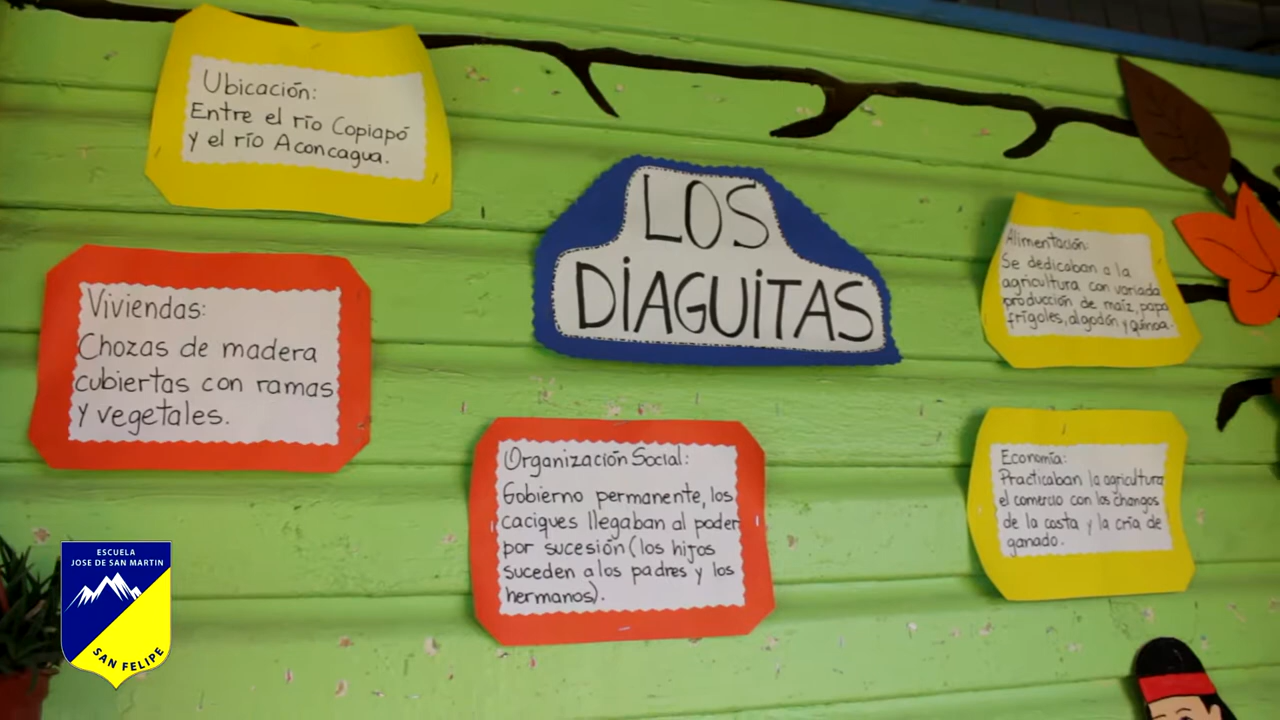 Ubicación:
Entre el río Copiapó
y el río Aconcagua.
LOS
DIAGUITAS
Alimentación:
Se dedicaban a la
agricultura con variada
producción de maíz, papa
frígoles, algodón y quinoa.
Viviendas:
Chozas de madera
cubiertas con ramas
y vegetales.
Organización Social:
Gobierno permanente, los
caciques llegaban al poder
por sucesión (los hijos
suceden a los padres y los
hermanos).
Economía:
Practicaban la agricultura
el comercio con los changos
de la costa y la cría de
ganado.
ESCUELA
JOSE DE SAN MARTIN
SAN FELIPE